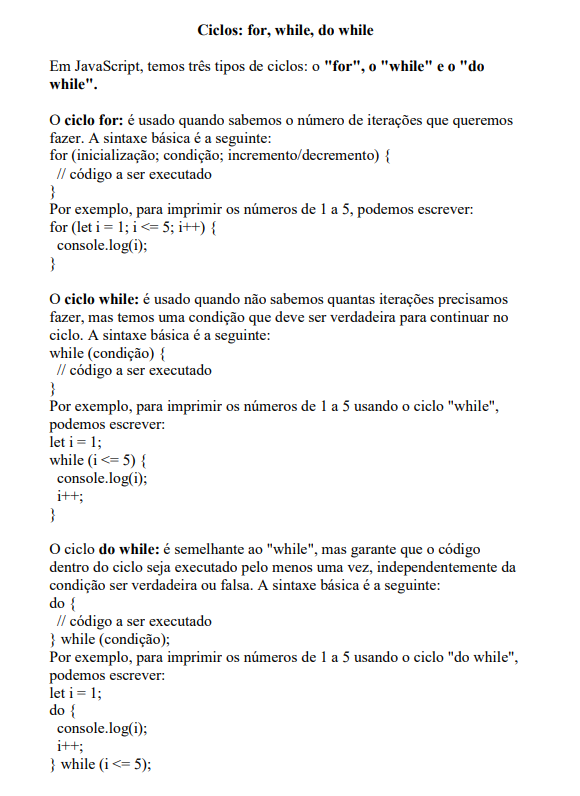 Ciclos: for, while, do while
Em JavaScript, temos três tipos de ciclos: o "for", o "while" e o "do
while".
O ciclo for: é usado quando sabemos o número de iterações que queremos
fazer. A sintaxe básica é a seguinte:
for (inicialização; condição; incremento/decremento) {
// código a ser executado
}
Por exemplo, para imprimir os números de 1 a 5, podemos escrever:
for (let i = 1; i <= 5; i++) {
console.log(i);
}
O ciclo while: é usado quando não sabemos quantas iterações precisamos
fazer, mas temos uma condição que deve ser verdadeira para continuar no
ciclo. A sintaxe básica é a seguinte:
while (condição) {
// código a ser executado
}
Por exemplo, para imprimir os números de 1 a 5 usando o ciclo "while",
podemos escrever:
let i = 1;
while (i <= 5) {
console.log(i);
i++;
}
O ciclo do while: é semelhante ao "while", mas garante que o código
dentro do ciclo seja executado pelo menos uma vez, independentemente da
condição ser verdadeira ou falsa. A sintaxe básica é a seguinte:
do {
// código a ser executado
} while (condição);
Por exemplo, para imprimir os números de 1 a 5 usando o ciclo "do while",
podemos escrever:
let i = 1;
do {
console.log(i);
i++;
} while (i <= 5);